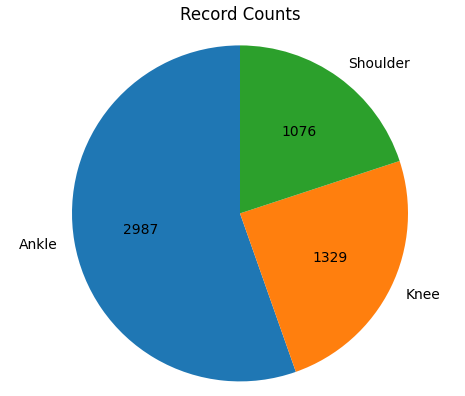 Record Counts
Shoulder
1076
2987
Ankle
1329
Knee